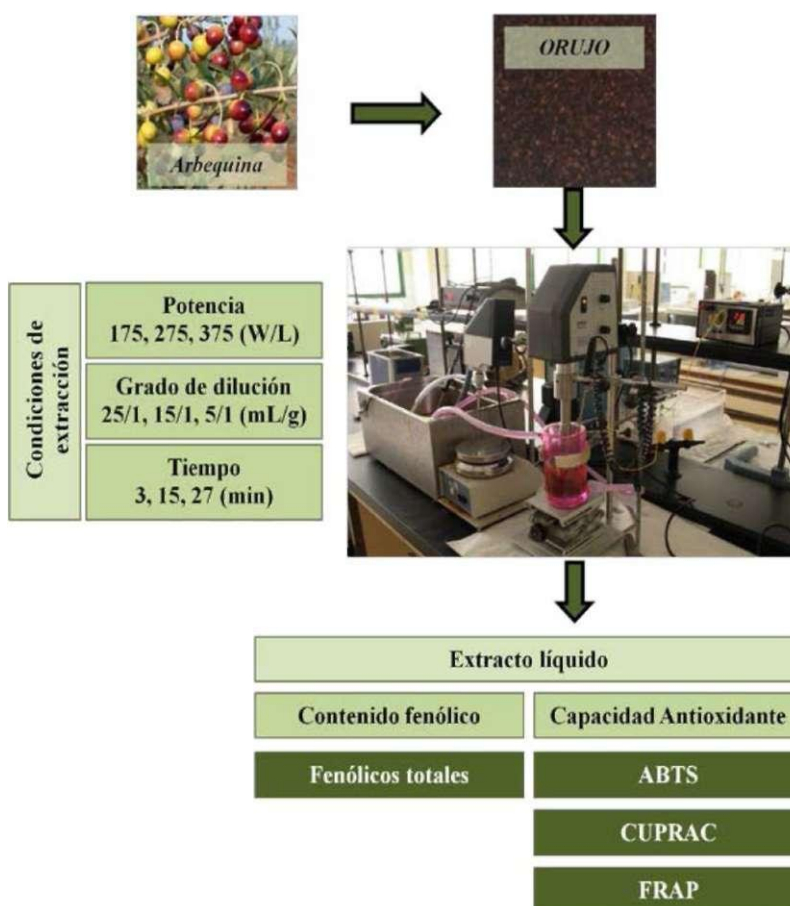 Arbequina
ORUJO
Condiciones de
extracción
Potencia
175, 275, 375 (W/L)
Grado de dilución
25/1, 15/1, 5/1 (mL/g)
Tiempo
3, 15, 27 (min)
Extracto líquido
Contenido fenólico
Capacidad Antioxidante
Fenólicos totales
ABTS
CUPRAC
FRAP